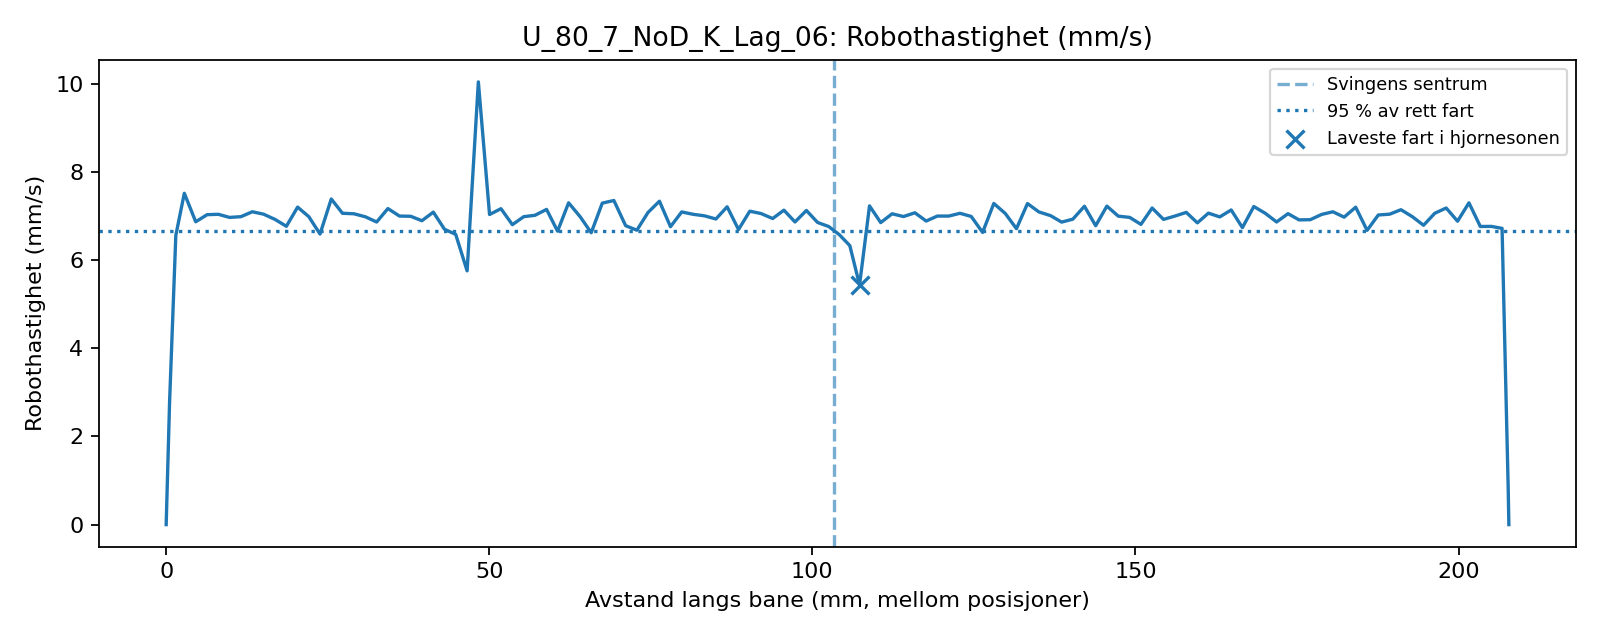 U_80_7_NoD_K_Lag_06: Robothastighet (mm/s)
Robothastighet (mm/s)
10
8
6
4
2
0
Svingens sentrum
95 % av rett fart
Laveste fart i hjornesonen
0 50 100 150 200
Avstand langs bane (mm, mellom posisjoner)